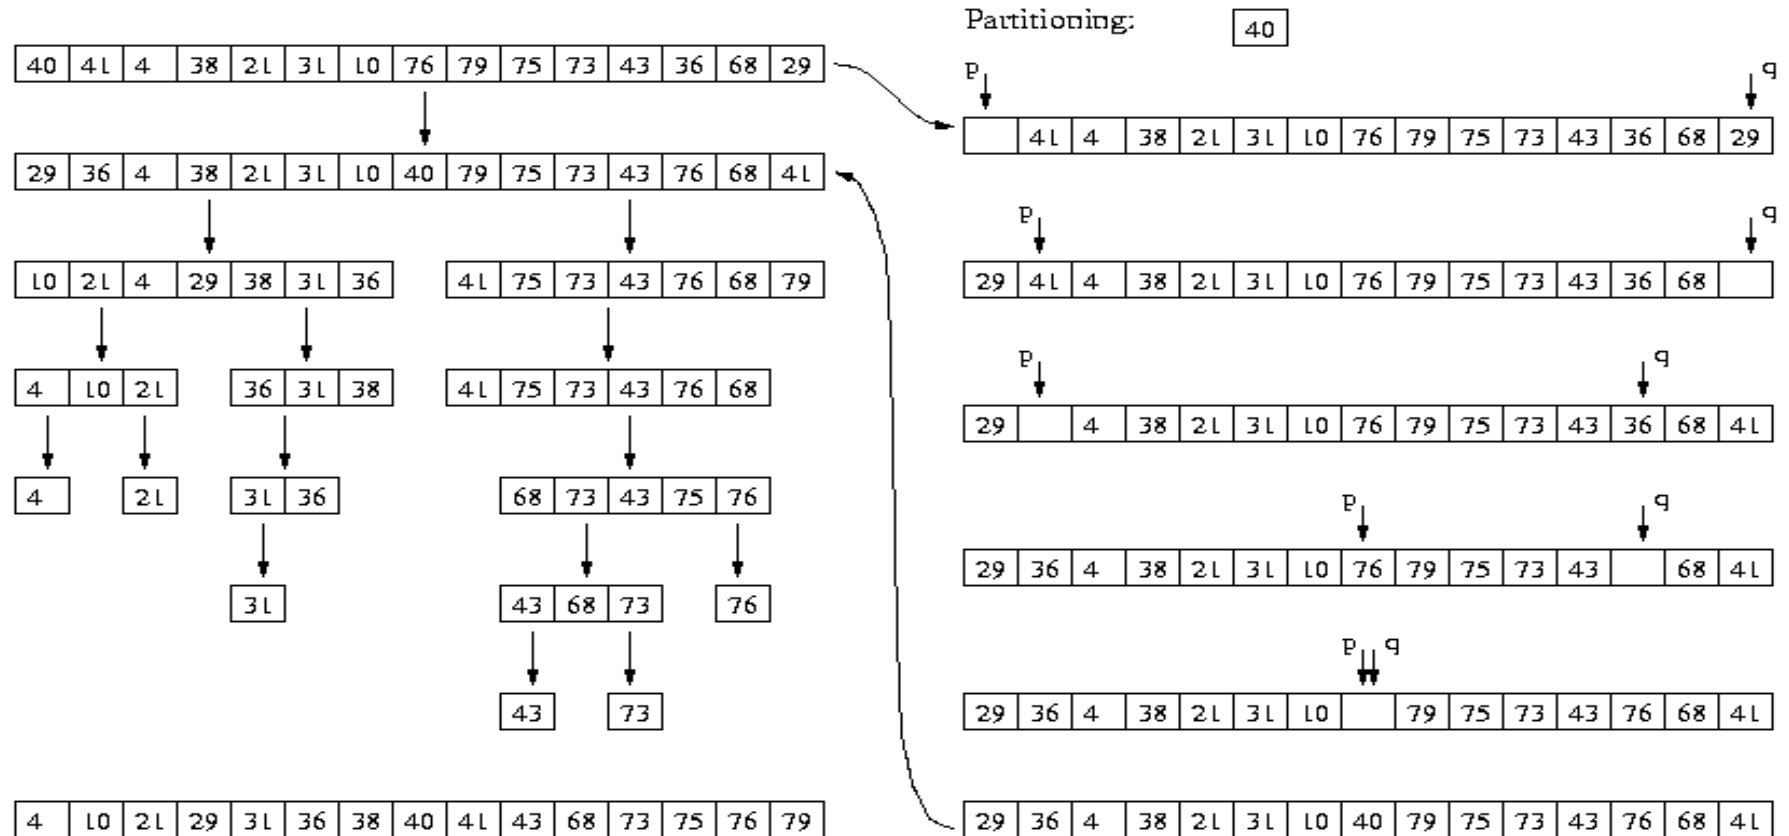 40 41 4 38 21 31 10 76 79 75 73 43 36 68 29
29 36 4 38 21 31 10 40 79 75 73 43 76 68 41
10 21 4 29 38 31 36 41 75 73 43 76 68 79
4 10 21 36 31 38 41 75 73 43 76 68
4 21 31 36 68 73 43 75 76
31 43 68 73 76
43 73
4 10 21 29 31 36 38 40 41 43 68 73 75 76 79
Partitioning: 40
p q
41 4 38 21 31 10 76 79 75 73 43 36 68 29
p q
29 41 4 38 21 31 10 76 79 75 73 43 36 68
p q
29 4 38 21 31 10 76 79 75 73 43 36 68 41
p q
29 36 4 38 21 31 10 76 79 75 73 43 68 41
p q
29 36 4 38 21 31 10 79 75 73 43 76 68 41
29 36 4 38 21 31 10 40 79 75 73 43 76 68 41